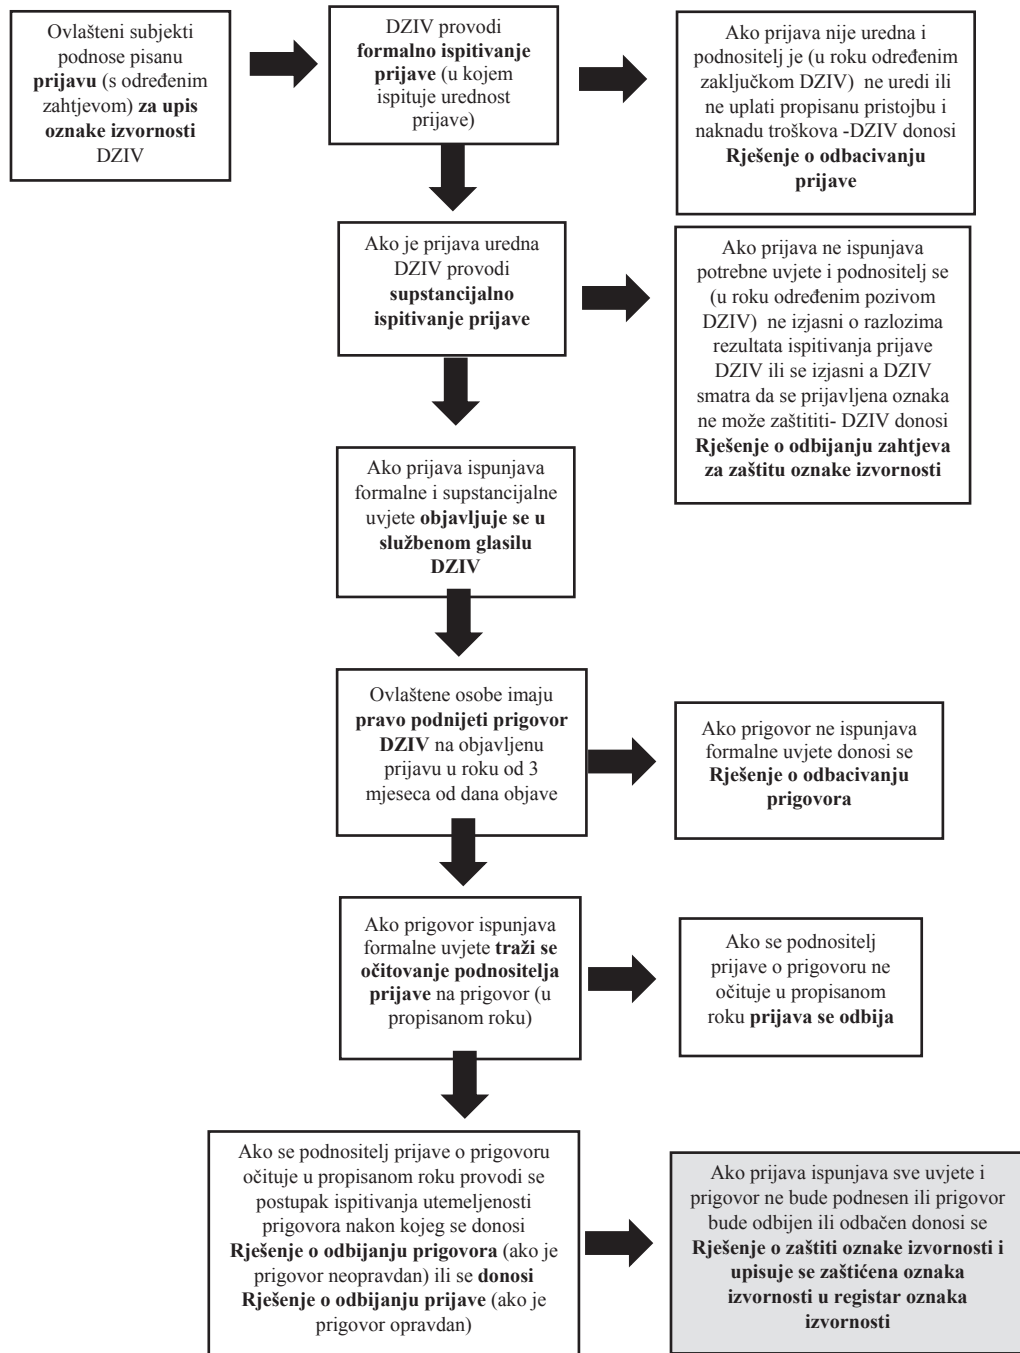 Ovlašteni subjekti
podnose pisanu
prijavu (s određenim
zahtjevom) za upis
oznake izvornosti
DZIV
DZIV provodi
formalno ispitivanje
prijave (u kojem
ispituje urednost
prijave)
Ako prijava nije uredna i
podnositelj je (u roku određenim
zaključkom DZIV) ne uredi ili
ne uplati propisanu pristojbu i
naknadu troškova -DZIV donosi
Rješenje o odbacivanju
prijave
Ako je prijava uredna
DZIV provodi
supstancijalno
ispitivanje prijave
Ako prijava ne ispunjava
potrebne uvjete i podnositelj se
(u roku određenim pozivom
DZIV) ne izjasni o razlozima
rezultata ispitivanja prijave
DZIV ili se izjasni a DZIV
smatra da se prijavljena oznaka
ne može zaštititi- DZIV donosi
Rješenje o odbijanju zahtjeva
za zaštitu oznake izvornosti
Ako prijava ispunjava
formalne i supstancijalne
uvjete objavljuje se u
službenom glasilu
DZIV
Ovlaštene osobe imaju
pravo podnijeti prigovor
DZIV na objavljenu
prijavu u roku od 3
mjeseca od dana objave
Ako prigovor ne ispunjava
formalne uvjete donosi se
Rješenje o odbacivanju
prigovora
Ako prigovor ispunjava
formalne uvjete traži se
očitovanje podnositelja
prijave na prigovor (u
propisanom roku)
Ako se podnositelj
prijave o prigovoru ne
očituje u propisanom
roku prijava se odbija
Ako se podnositelj prijave o prigovoru
očituje u propisanom roku provodi se
postupak ispitivanja utemeljenosti
prigovora nakon kojeg se donosi
Rješenje o odbijanju prigovora (ako je
prigovor neopravdan) ili se donosi
Rješenje o odbijanju prijave (ako je
prigovor opravdan)
Ako prijava ispunjava sve uvjete i
prigovor ne bude podnesen ili prigovor
bude odbijen ili odbačen donosi se
Rješenje o zaštiti oznake izvornosti i
upisuje se zaštićena oznaka
izvornosti u registar oznaka
izvornosti